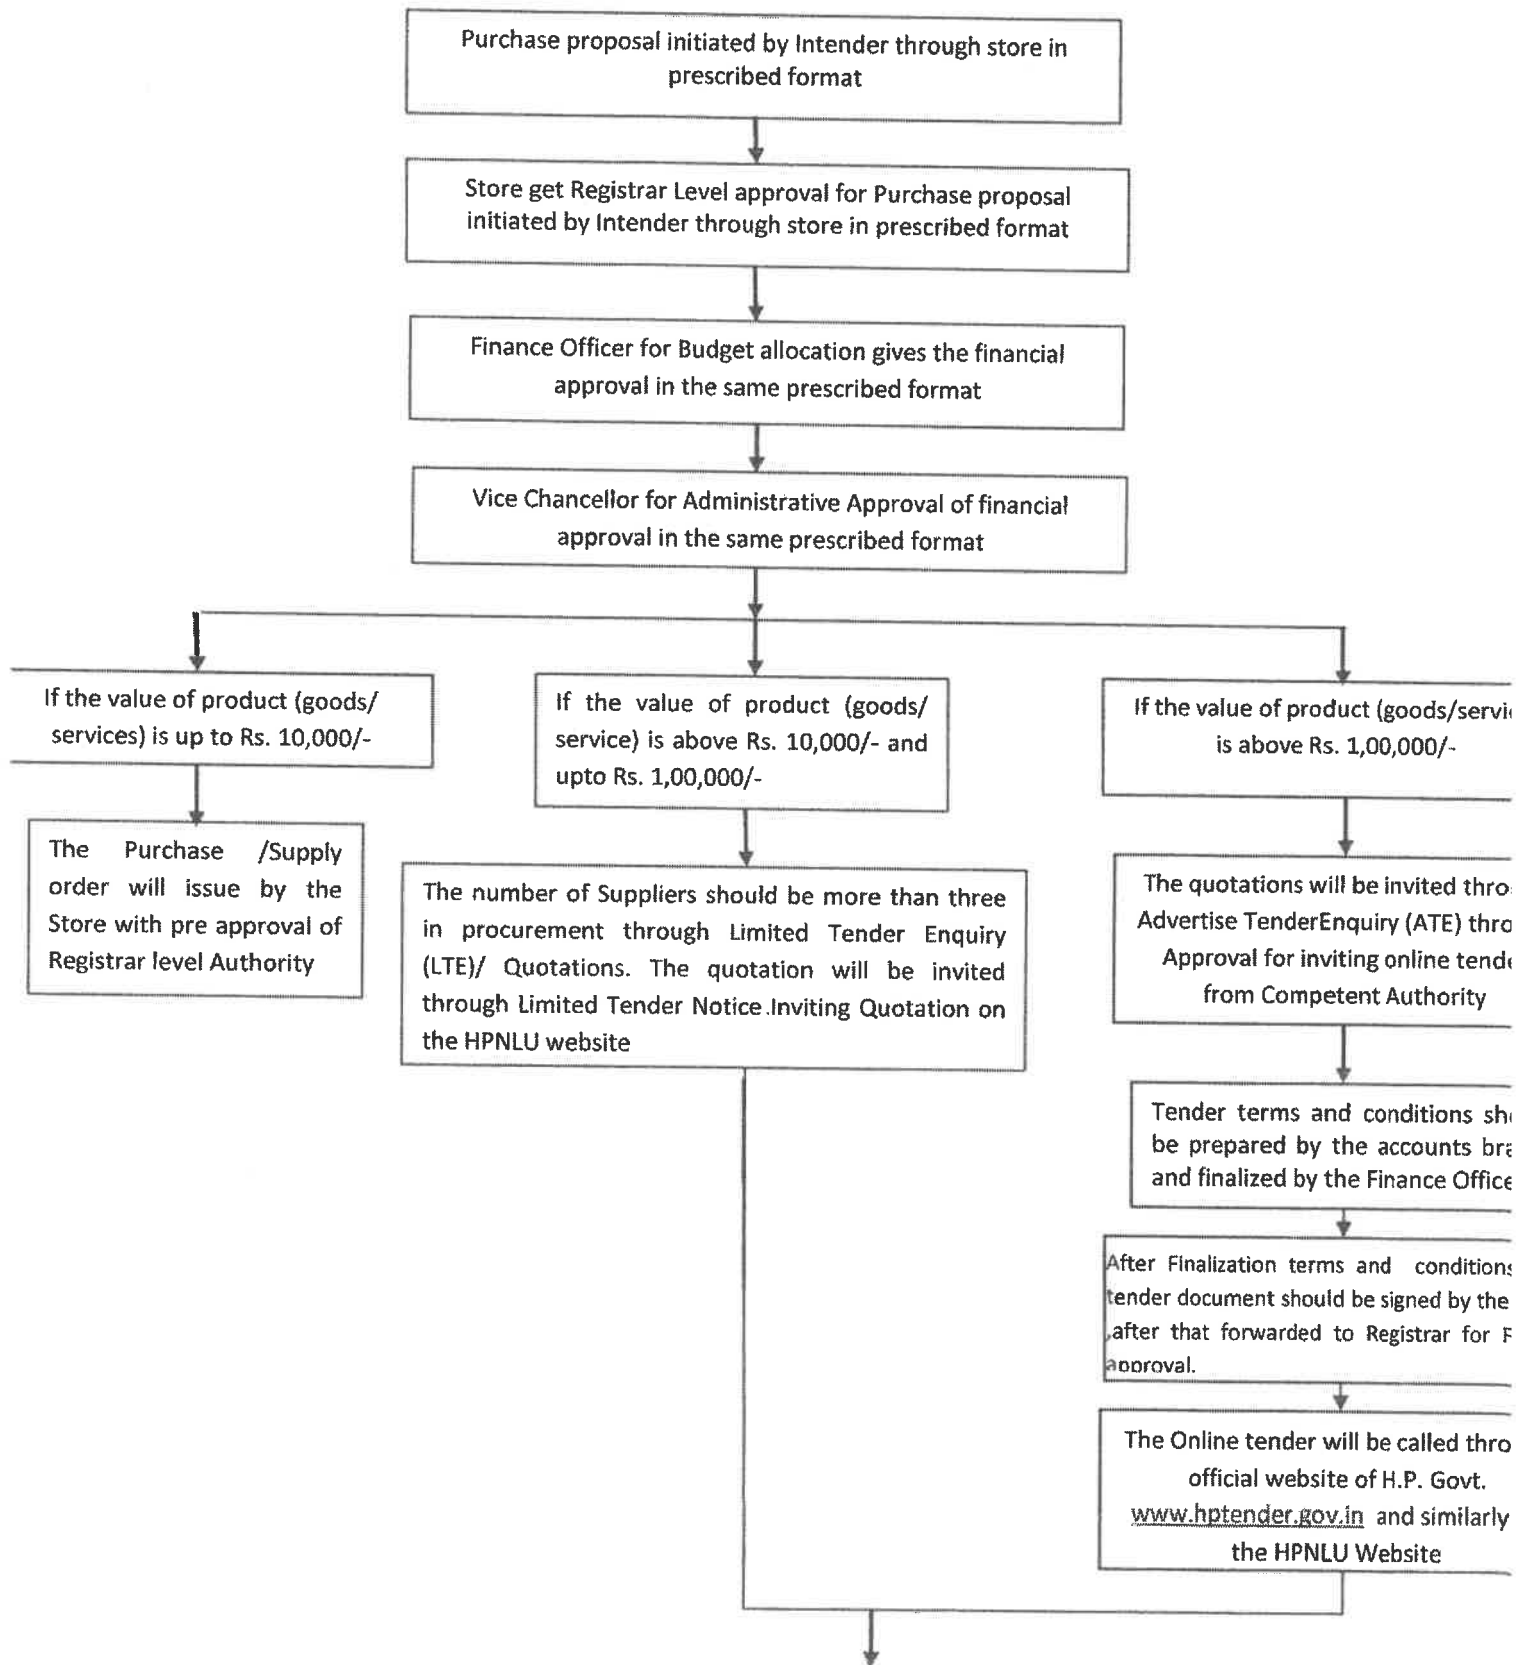 Purchase proposal initiated by Intender through store in
prescribed format
Store get Registrar Level approval for Purchase proposal
initiated by Intender through store in prescribed format
Finance Officer for Budget allocation gives the financial
approval in the same prescribed format
Vice Chancellor for Administrative Approval of financial
approval in the same prescribed format
If the value of product (goods/
services) is up to Rs. 10,000/-
The Purchase /Supply
order will issue by the
Store with pre approval of
Registrar level Authority
If the value of product (goods/
service) is above Rs. 10,000/- and
upto Rs. 1,00,000/-
The number of Suppliers should be more than three
in procurement through Limited Tender Enquiry
(LTE)/ Quotations. The quotation will be invited
through Limited Tender Notice.Inviting Quotation on
the HPNLU website
If the value of product (goods/servi
is above Rs. 1,00,000/-
The quotations will be invited thro
Advertise TenderEnquiry (ATE) thro
Approval for inviting online tend
from Competent Authority
Tender terms and conditions sh
be prepared by the accounts bra
and finalized by the Finance Office
After Finalization terms and conditions
tender document should be signed by the
,after that forwarded to Registrar for F
approval.
The Online tender will be called thro
official website of H.P. Govt.
www.hptender.gov.in and similarly
the HPNLU Website